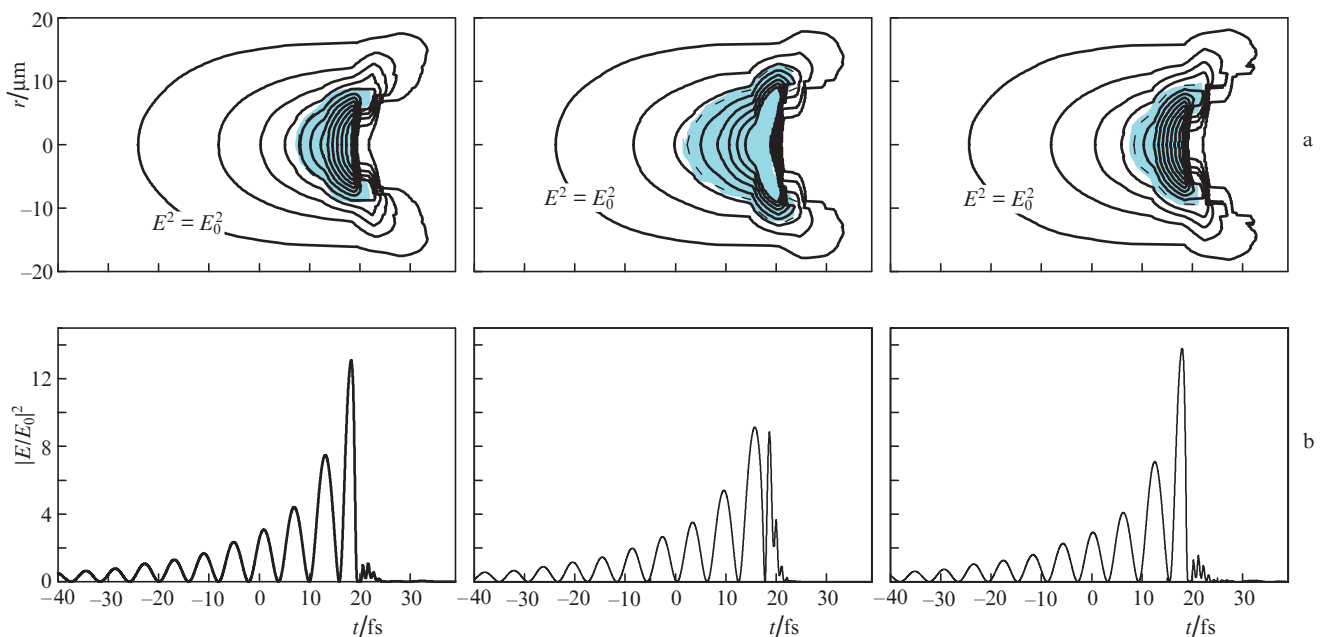 20
10
0
–10
–20
r/μm
E² = E₀²
E² = E₀²
E² = E₀²
a
12
8
4
0
|E/E₀|²
b
–40 –30 –20 –10 0 10 20 30
–40 –30 –20 –10 0 10 20 30
–40 –30 –20 –10 0 10 20 30
t/fs
t/fs
t/fs